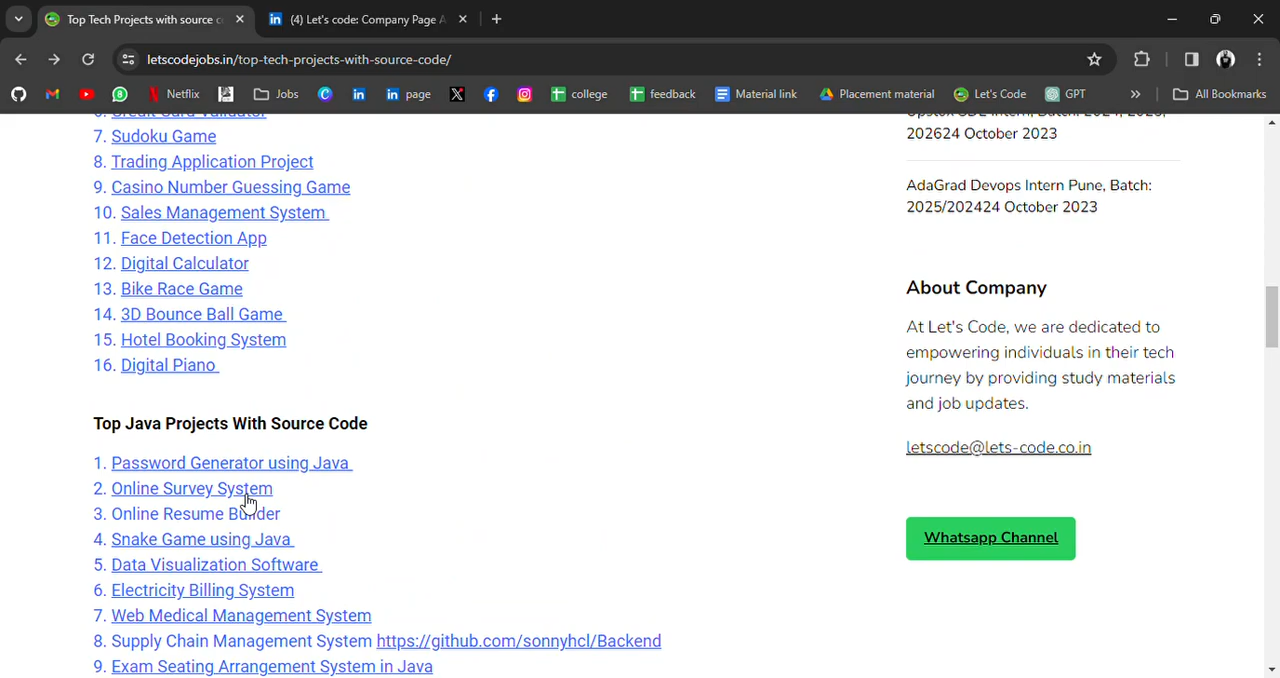 Top Tech Projects with source c
(4) Let's code: Company Page A
letscodejobs.in/top-tech-projects-with-source-code/
Netflix
Jobs
page
college
feedback
Material link
Placement material
Let's Code
GPT
»
All Bookmarks
6. Credit Card Validator
7. Sudoku Game
8. Trading Application Project
9. Casino Number Guessing Game
10. Sales Management System
11. Face Detection App
12. Digital Calculator
13. Bike Race Game
14. 3D Bounce Ball Game
15. Hotel Booking System
16. Digital Piano
Top Java Projects With Source Code
1. Password Generator using Java
2. Online Survey System
3. Online Resume Builder
4. Snake Game using Java
5. Data Visualization Software
6. Electricity Billing System
7. Web Medical Management System
8. Supply Chain Management System https://github.com/sonnyhcl/Backend
9. Exam Seating Arrangement System in Java
Upstox SDE Intern, Batch: 2024, 2025,
202624 October 2023
AdaGrad Devops Intern Pune, Batch:
2025/202424 October 2023
About Company
At Let's Code, we are dedicated to
empowering individuals in their tech
journey by providing study materials
and job updates.
letscode@lets-code.co.in
Whatsapp Channel